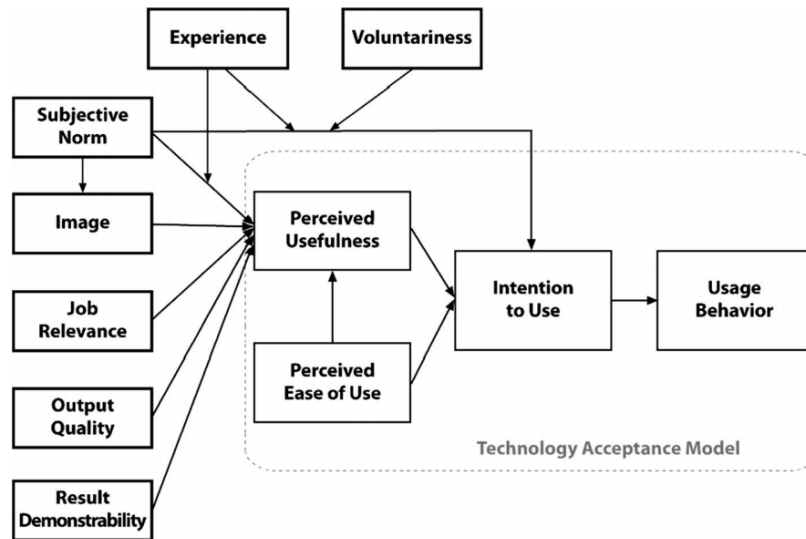 Experience
Voluntariness
Subjective
Norm
Image
Perceived
Usefulness
Job
Relevance
Intention
to Use
Usage
Behavior
Perceived
Ease of Use
Output
Quality
Technology Acceptance Model
Result
Demonstrability